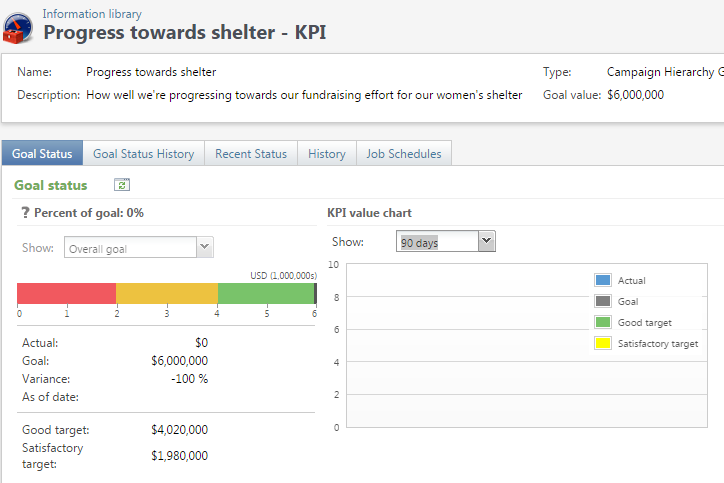 Information library
Progress towards shelter - KPI
Name: Progress towards shelter Type: Campaign Hierarchy G
Description: How well we're progressing towards our fundraising effort for our women's shelter Goal value: $6,000,000
Goal Status Goal Status History Recent Status History Job Schedules
Goal status
? Percent of goal: 0% KPI value chart
Show: Overall goal Show: 90 days
USD (1,000,000s)
0 1 2 3 4 5 6
Actual: $0
Goal: $6,000,000
Variance: -100 %
As of date:
Good target: $4,020,000
Satisfactory target: $1,980,000
10
8
6
4
2
0
Actual
Goal
Good target
Satisfactory target